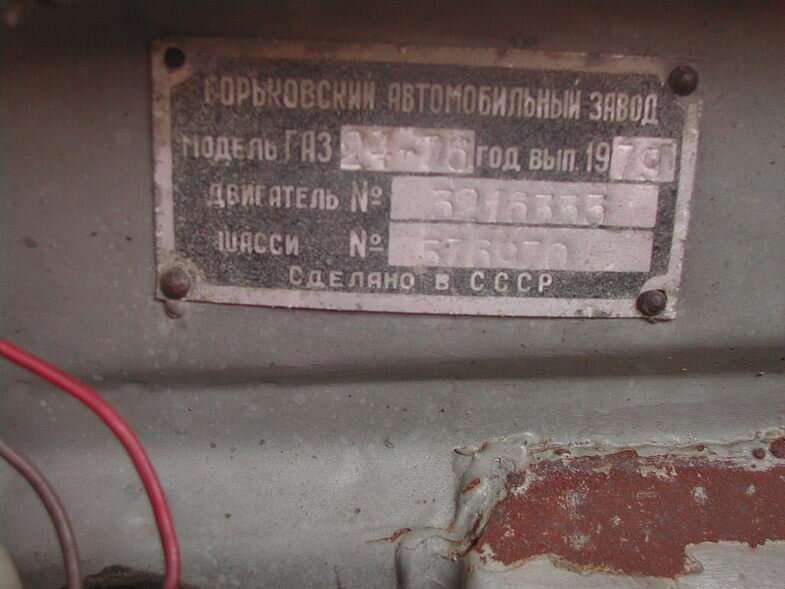 ГОРЬКОВСКИЙ АВТОМОБИЛЬНЫЙ ЗАВОД
МОДЕЛЬ ГАЗ 24-76 ГОД ВЫП. 1979
ДВИГАТЕЛЬ №
ШАССИ №
СДЕЛАНО В СССР